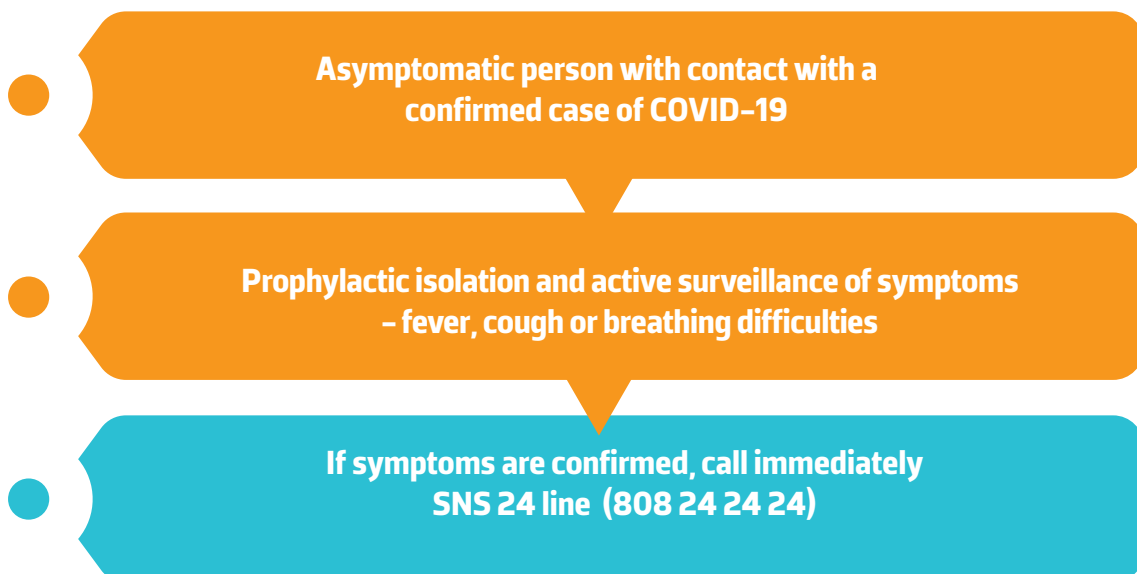 Asymptomatic person with contact with a
confirmed case of COVID–19
Prophylactic isolation and active surveillance of symptoms
– fever, cough or breathing difficulties
If symptoms are confirmed, call immediately
SNS 24 line (808 24 24 24)